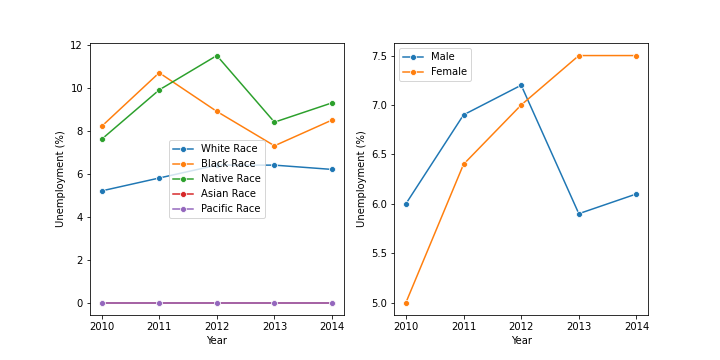 12
10
8
6
4
2
0
Unemployment (%)
White Race
Black Race
Native Race
Asian Race
Pacific Race
2010 2011 2012 2013 2014
Year
7.5
7.0
6.5
6.0
5.5
5.0
Unemployment (%)
Male
Female
2010 2011 2012 2013 2014
Year